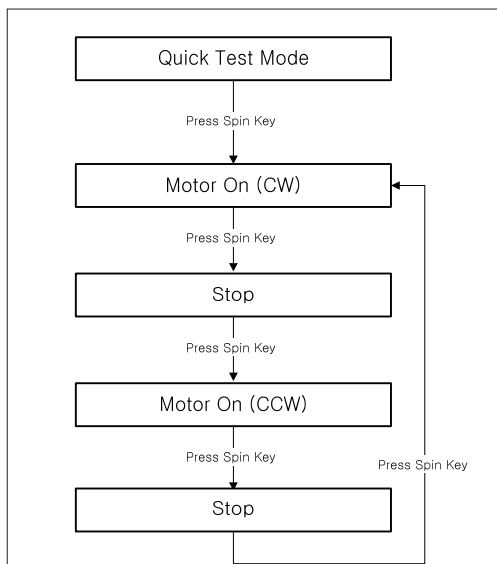 Quick Test Mode
Press Spin Key
Motor On (CW)
Press Spin Key
Stop
Press Spin Key
Motor On (CCW)
Press Spin Key
Press Spin Key
Stop